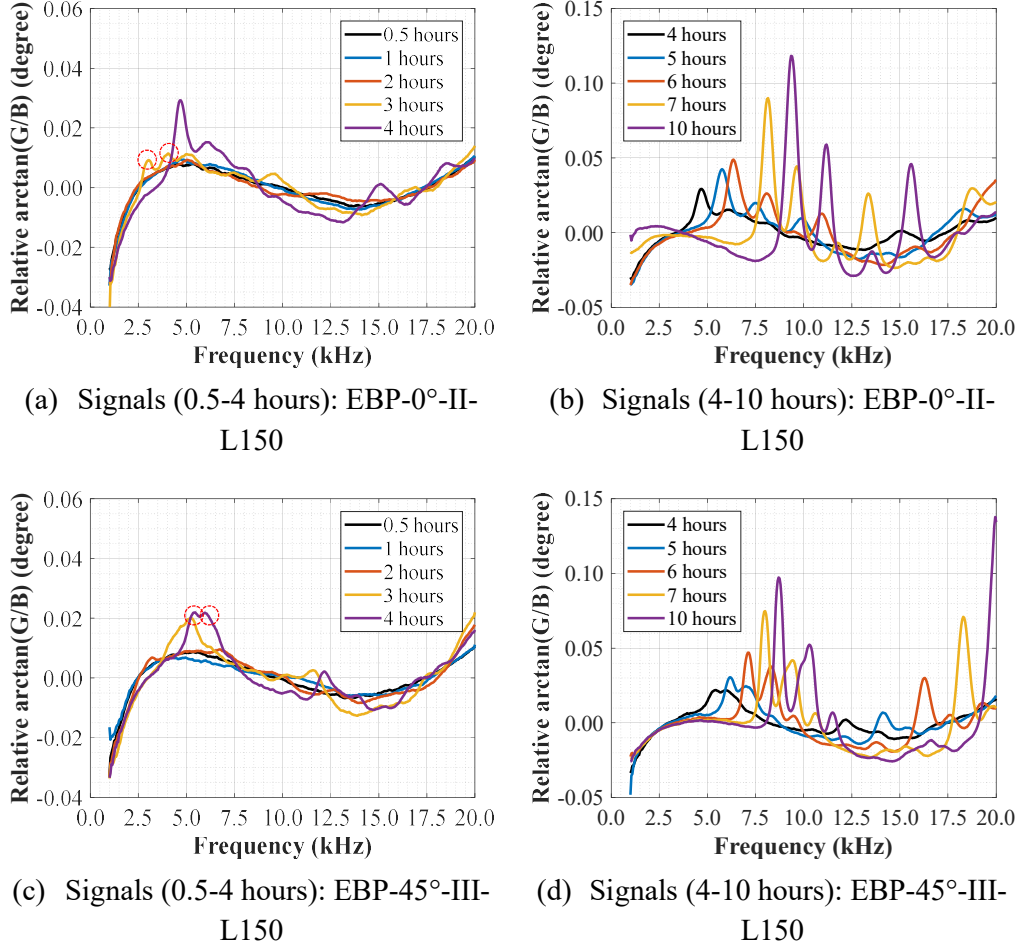 0.06
0.04
0.02
0.00
-0.02
-0.04
Relative arctan(G/B) (degree)
0.5 hours
1 hours
2 hours
3 hours
4 hours
0.0 2.5 5.0 7.5 10.0 12.5 15.0 17.5 20.0
Frequency (kHz)
(a) Signals (0.5-4 hours): EBP-0°-II-
L150
0.15
0.10
0.05
0.00
-0.05
Relative arctan(G/B) (degree)
4 hours
5 hours
6 hours
7 hours
10 hours
0.0 2.5 5.0 7.5 10.0 12.5 15.0 17.5 20.0
Frequency (kHz)
(b) Signals (4-10 hours): EBP-0°-II-
L150
0.06
0.04
0.02
0.00
-0.02
-0.04
Relative arctan(G/B) (degree)
0.5 hours
1 hours
2 hours
3 hours
4 hours
0.0 2.5 5.0 7.5 10.0 12.5 15.0 17.5 20.0
Frequency (kHz)
(c) Signals (0.5-4 hours): EBP-45°-III-
L150
0.15
0.10
0.05
0.00
-0.05
Relative arctan(G/B) (degree)
4 hours
5 hours
6 hours
7 hours
10 hours
0.0 2.5 5.0 7.5 10.0 12.5 15.0 17.5 20.0
Frequency (kHz)
(d) Signals (4-10 hours): EBP-45°-III-
L150